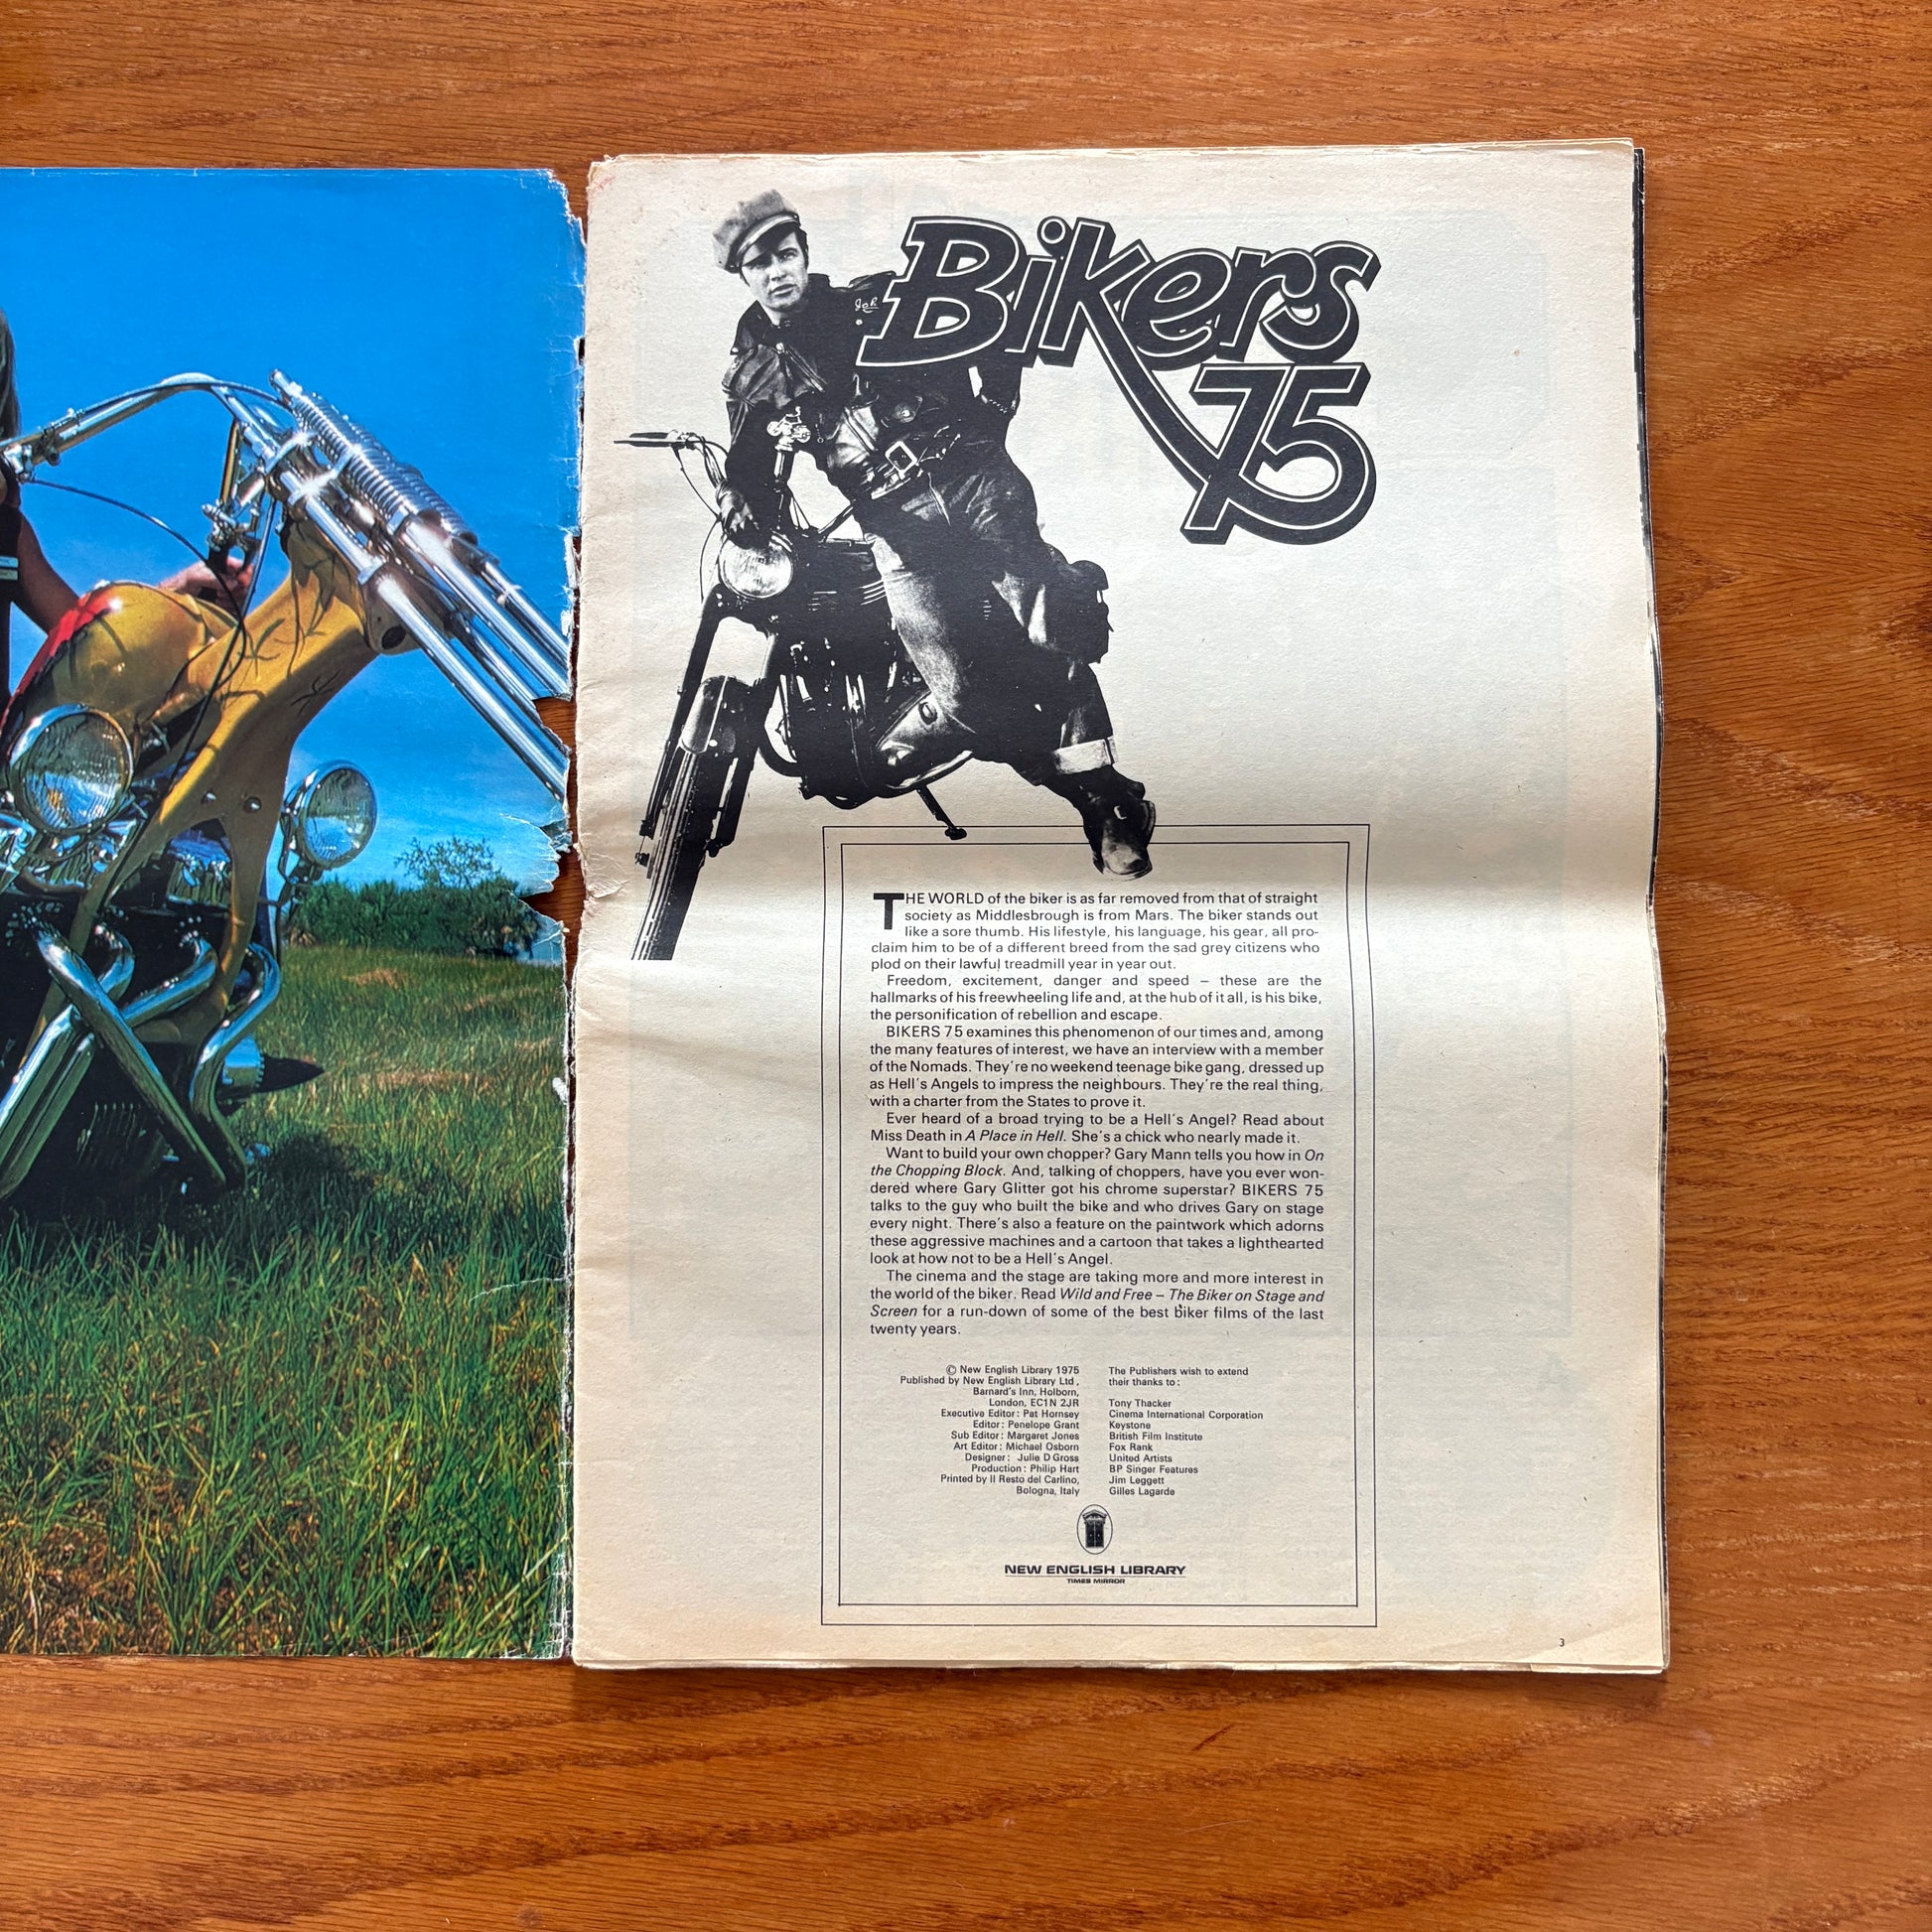 Bikers
75
THE WORLD of the biker is as far removed from that of straight
society as Middlesbrough is from Mars. The biker stands out
like a sore thumb. His lifestyle, his language, his gear, all pro-
claim him to be of a different breed from the sad grey citizens who
plod on their lawful treadmill year in year out.
Freedom, excitement, danger and speed – these are the
hallmarks of his freewheeling life and, at the hub of it all, is his bike,
the personification of rebellion and escape.
BIKERS 75 examines this phenomenon of our times and, among
the many features of interest, we have an interview with a member
of the Nomads. They're no weekend teenage bike gang, dressed up
as Hell's Angels to impress the neighbours. They're the real thing,
with a charter from the States to prove it.
Ever heard of a broad trying to be a Hell's Angel? Read about
Miss Death in A Place in Hell. She's a chick who nearly made it.
Want to build your own chopper? Gary Mann tells you how in On
the Chopping Block. And, talking of choppers, have you ever won-
dered where Gary Glitter got his chrome superstar? BIKERS 75
talks to the guy who built the bike and who drives Gary on stage
every night. There's also a feature on the paintwork which adorns
these aggressive machines and a cartoon that takes a lighthearted
look at how not to be a Hell's Angel.
The cinema and the stage are taking more and more interest in
the world of the biker. Read Wild and Free – The Biker on Stage and
Screen for a run-down of some of the best biker films of the last
twenty years.
© New English Library 1975
Published by New English Library Ltd,
Barnard's Inn, Holborn,
London, EC1N 2JR
Executive Editor: Pat Hornsey
Editor: Penelope Grant
Sub Editor: Margaret Jones
Art Editor: Michael Osborn
Designer: Julie D Gross
Production: Philip Hart
Printed by Il Resto del Carlino,
Bologna, Italy
The Publishers wish to extend
their thanks to:
Tony Thacker
Cinema International Corporation
Keystone
British Film Institute
Fox Rank
United Artists
BP Singer Features
Jim Leggett
Gilles Lagarde
NEW ENGLISH LIBRARY
TIMES MIRROR
3